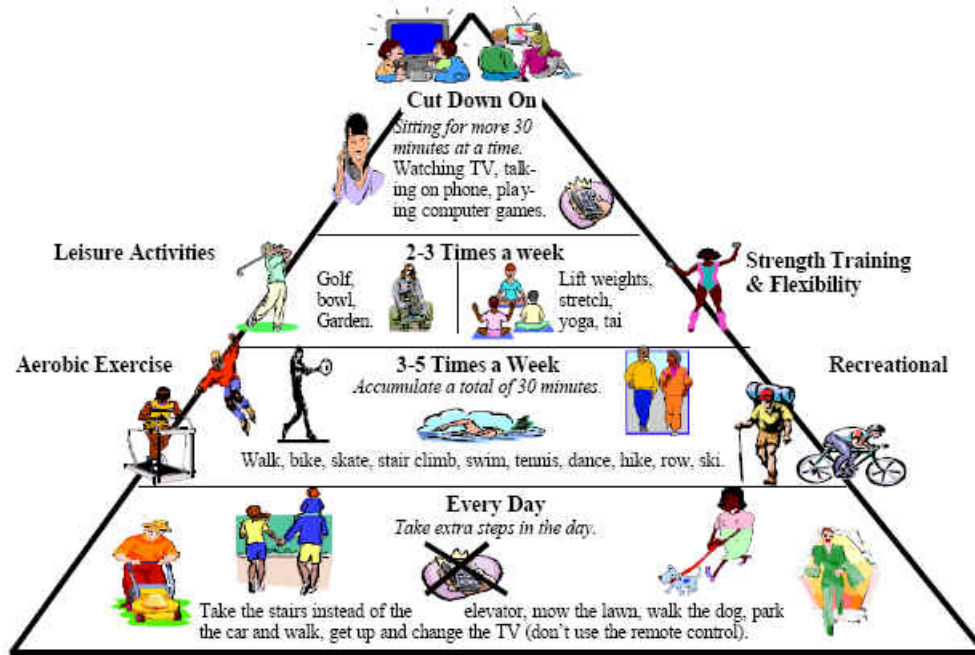 Cut Down On
Sitting for more 30
minutes at a time.
Watching TV, talk-
ing on phone, play-
ing computer games.
Leisure Activities
2-3 Times a week
Strength Training
& Flexibility
Golf,
bowl,
Garden.
Lift weights,
stretch,
yoga, tai
Aerobic Exercise
3-5 Times a Week
Recreational
Accumulate a total of 30 minutes.
Walk, bike, skate, stair climb, swim, tennis, dance, hike, row, ski.
Every Day
Take extra steps in the day.
Take the stairs instead of the elevator, mow the lawn, walk the dog, park
the car and walk, get up and change the TV (don't use the remote control).